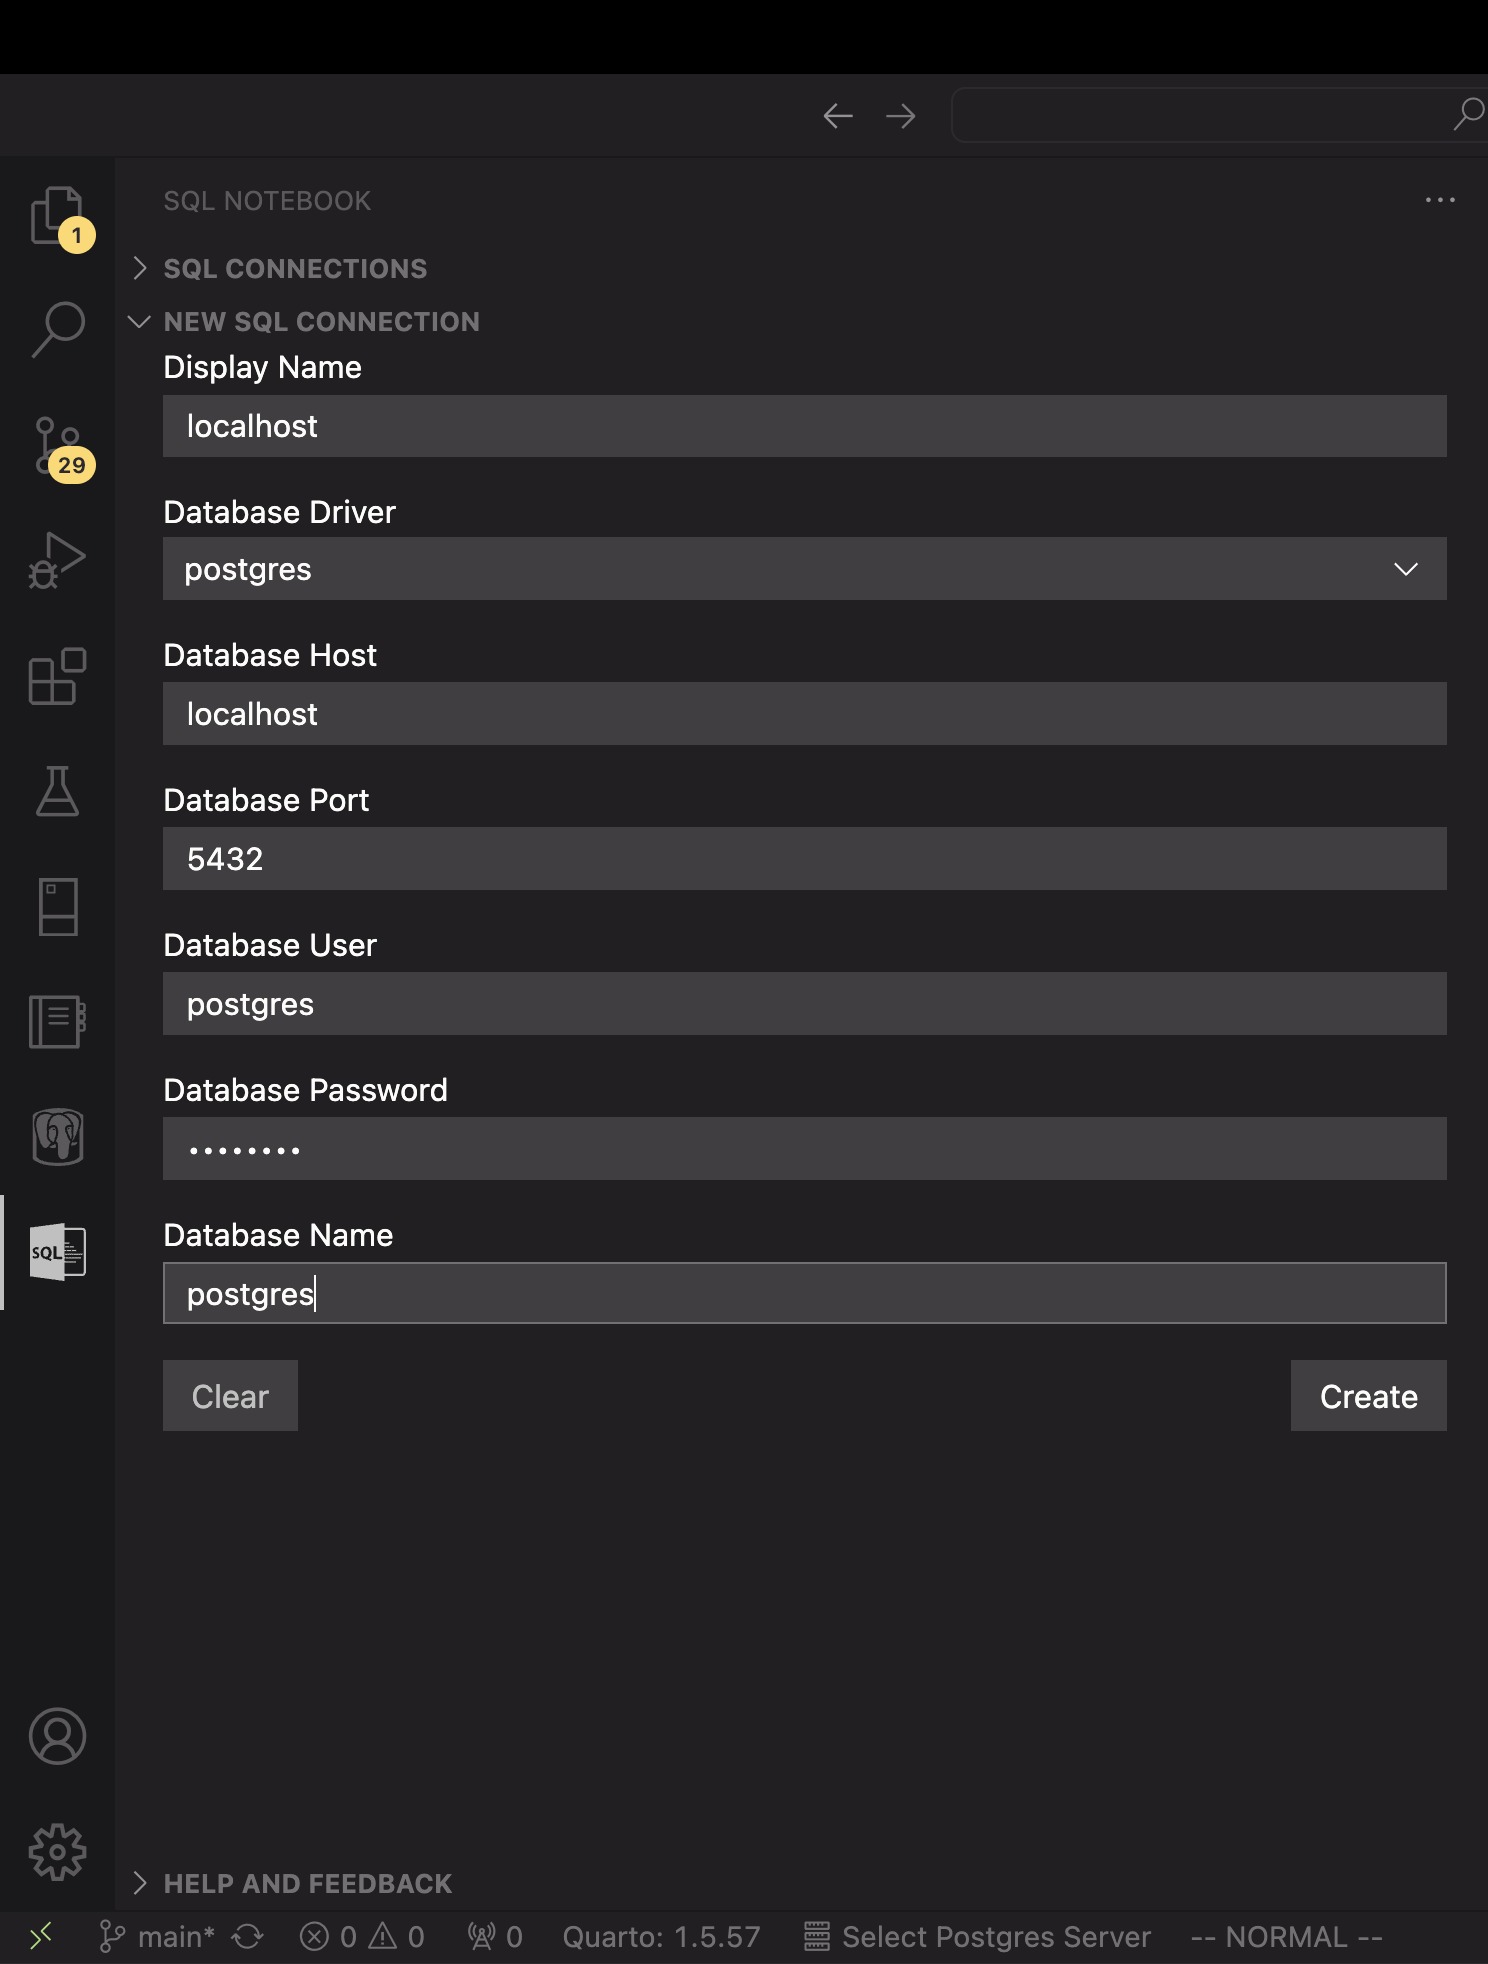 SQL NOTEBOOK
1
SQL CONNECTIONS
NEW SQL CONNECTION
Display Name
localhost
29
Database Driver
postgres
Database Host
localhost
Database Port
5432
Database User
postgres
Database Password
••••••••
SQL
Database Name
postgres
Clear
Create
HELP AND FEEDBACK
main* 0 0 0 Quarto: 1.5.57 Select Postgres Server -- NORMAL --